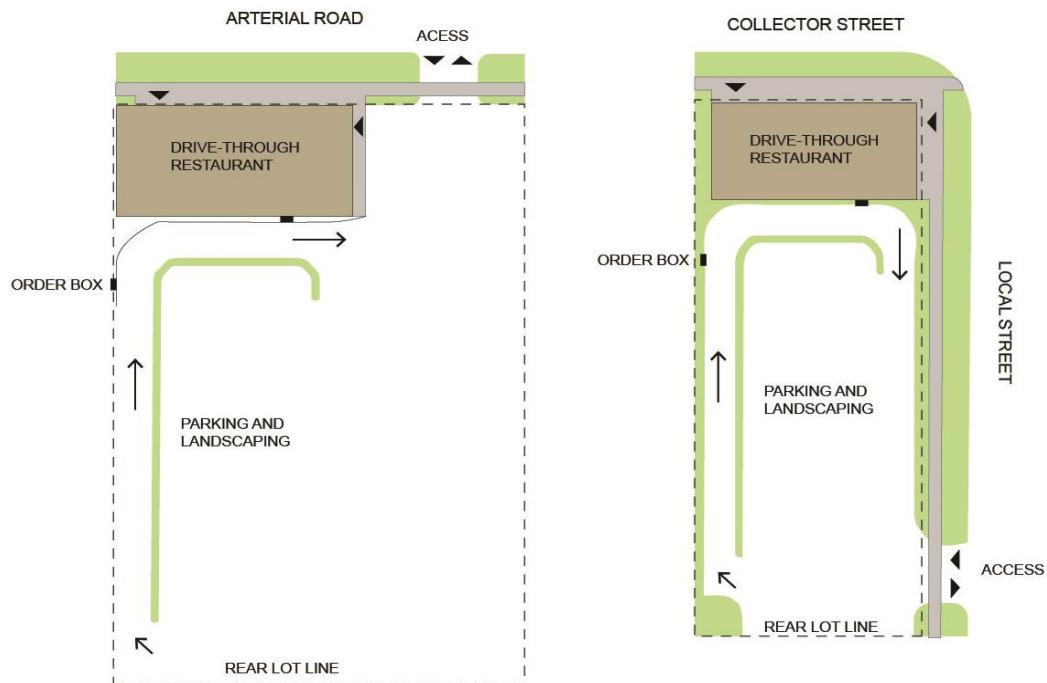 ARTERIAL ROAD
ACESS
DRIVE-THROUGH
RESTAURANT
ORDER BOX
PARKING AND
LANDSCAPING
REAR LOT LINE
COLLECTOR STREET
DRIVE-THROUGH
RESTAURANT
ORDER BOX
LOCAL STREET
PARKING AND
LANDSCAPING
ACCESS
REAR LOT LINE